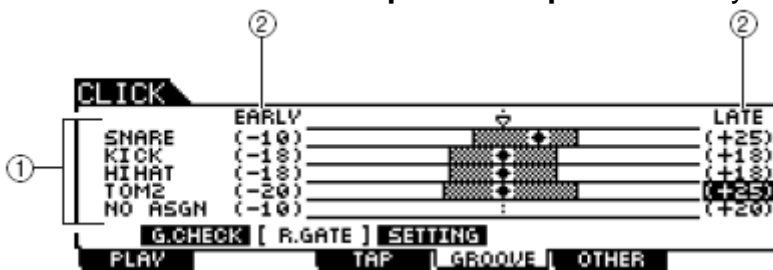 ② ②
CLICK
EARLY LATE
① SNARE (-10) (+25)
KICK (-18) (+18)
HIHAT (-18) (+18)
TOM2 (-20) (+25)
NO ASGN (-10) (+20)
G.CHECK [ R.GATE ] SETTING
PLAY TAP GROOVE OTHER